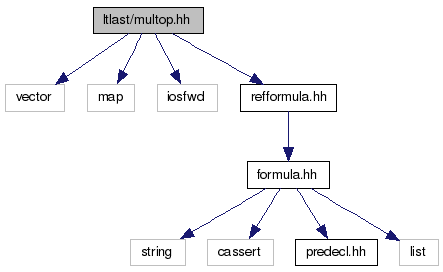 ltlast/multop.hh
vector
map
iosfwd
refformula.hh
formula.hh
string
cassert
predecl.hh
list